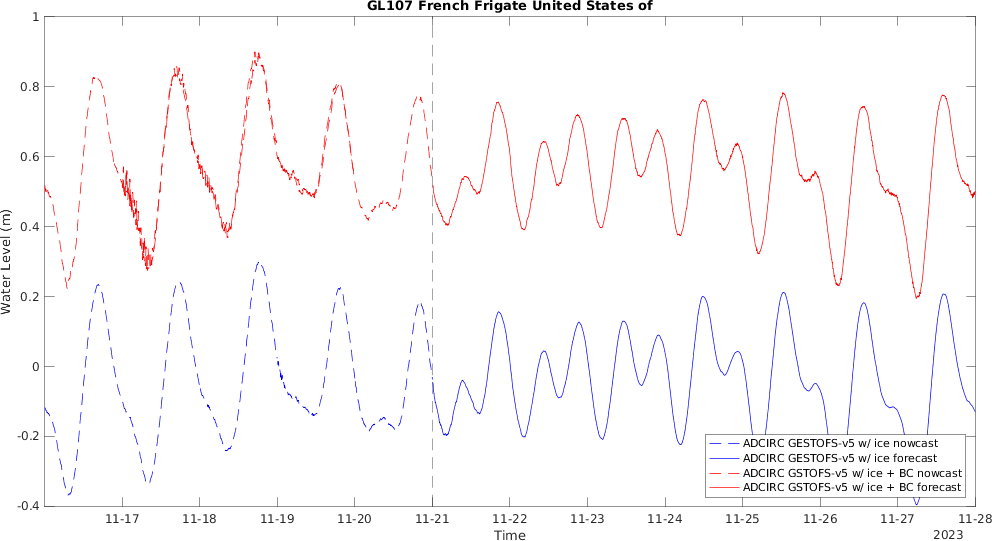 GL107 French Frigate United States of
1
0.8
0.6
0.4
0.2
0
-0.2
-0.4
Water Level (m)
ADCIRC GESTOFS-v5 w/ ice nowcast
ADCIRC GESTOFS-v5 w/ ice forecast
ADCIRC GSTOFS-v5 w/ ice + BC nowcast
ADCIRC GSTOFS-v5 w/ ice + BC forecast
11-17 11-18 11-19 11-20 11-21 11-22 11-23 11-24 11-25 11-26 11-27 11-28
Time
2023